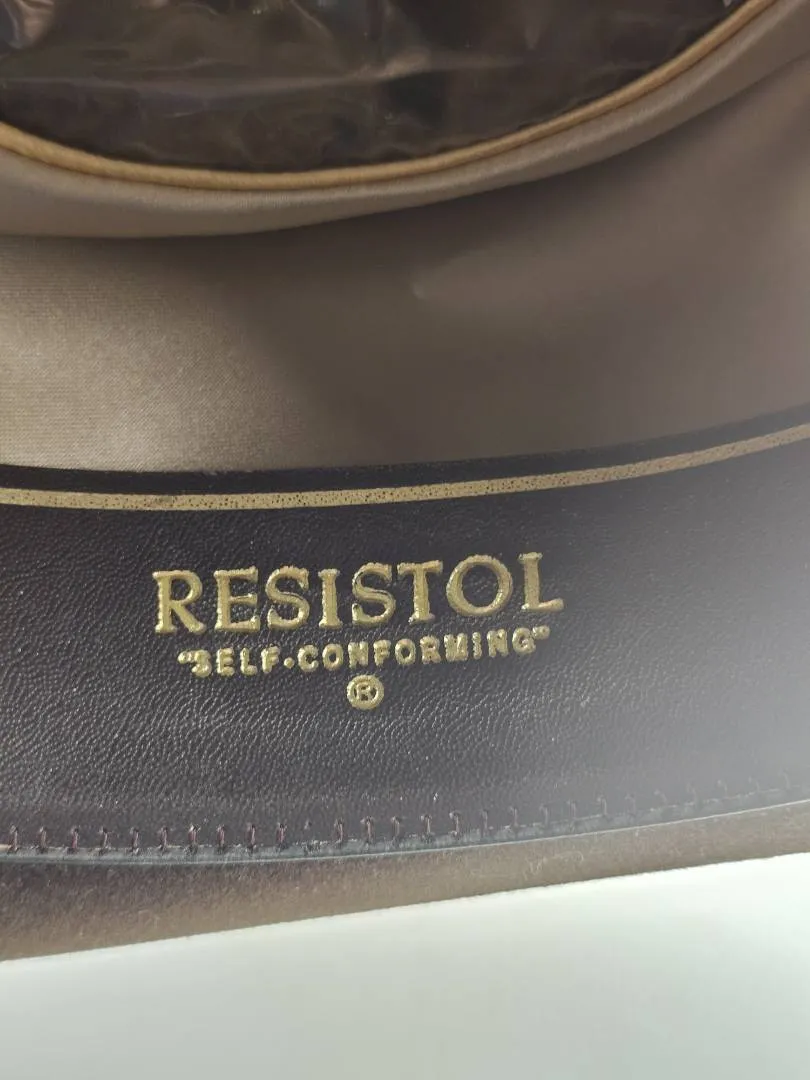 RESISTOL
"SELF-CONFORMING"
®